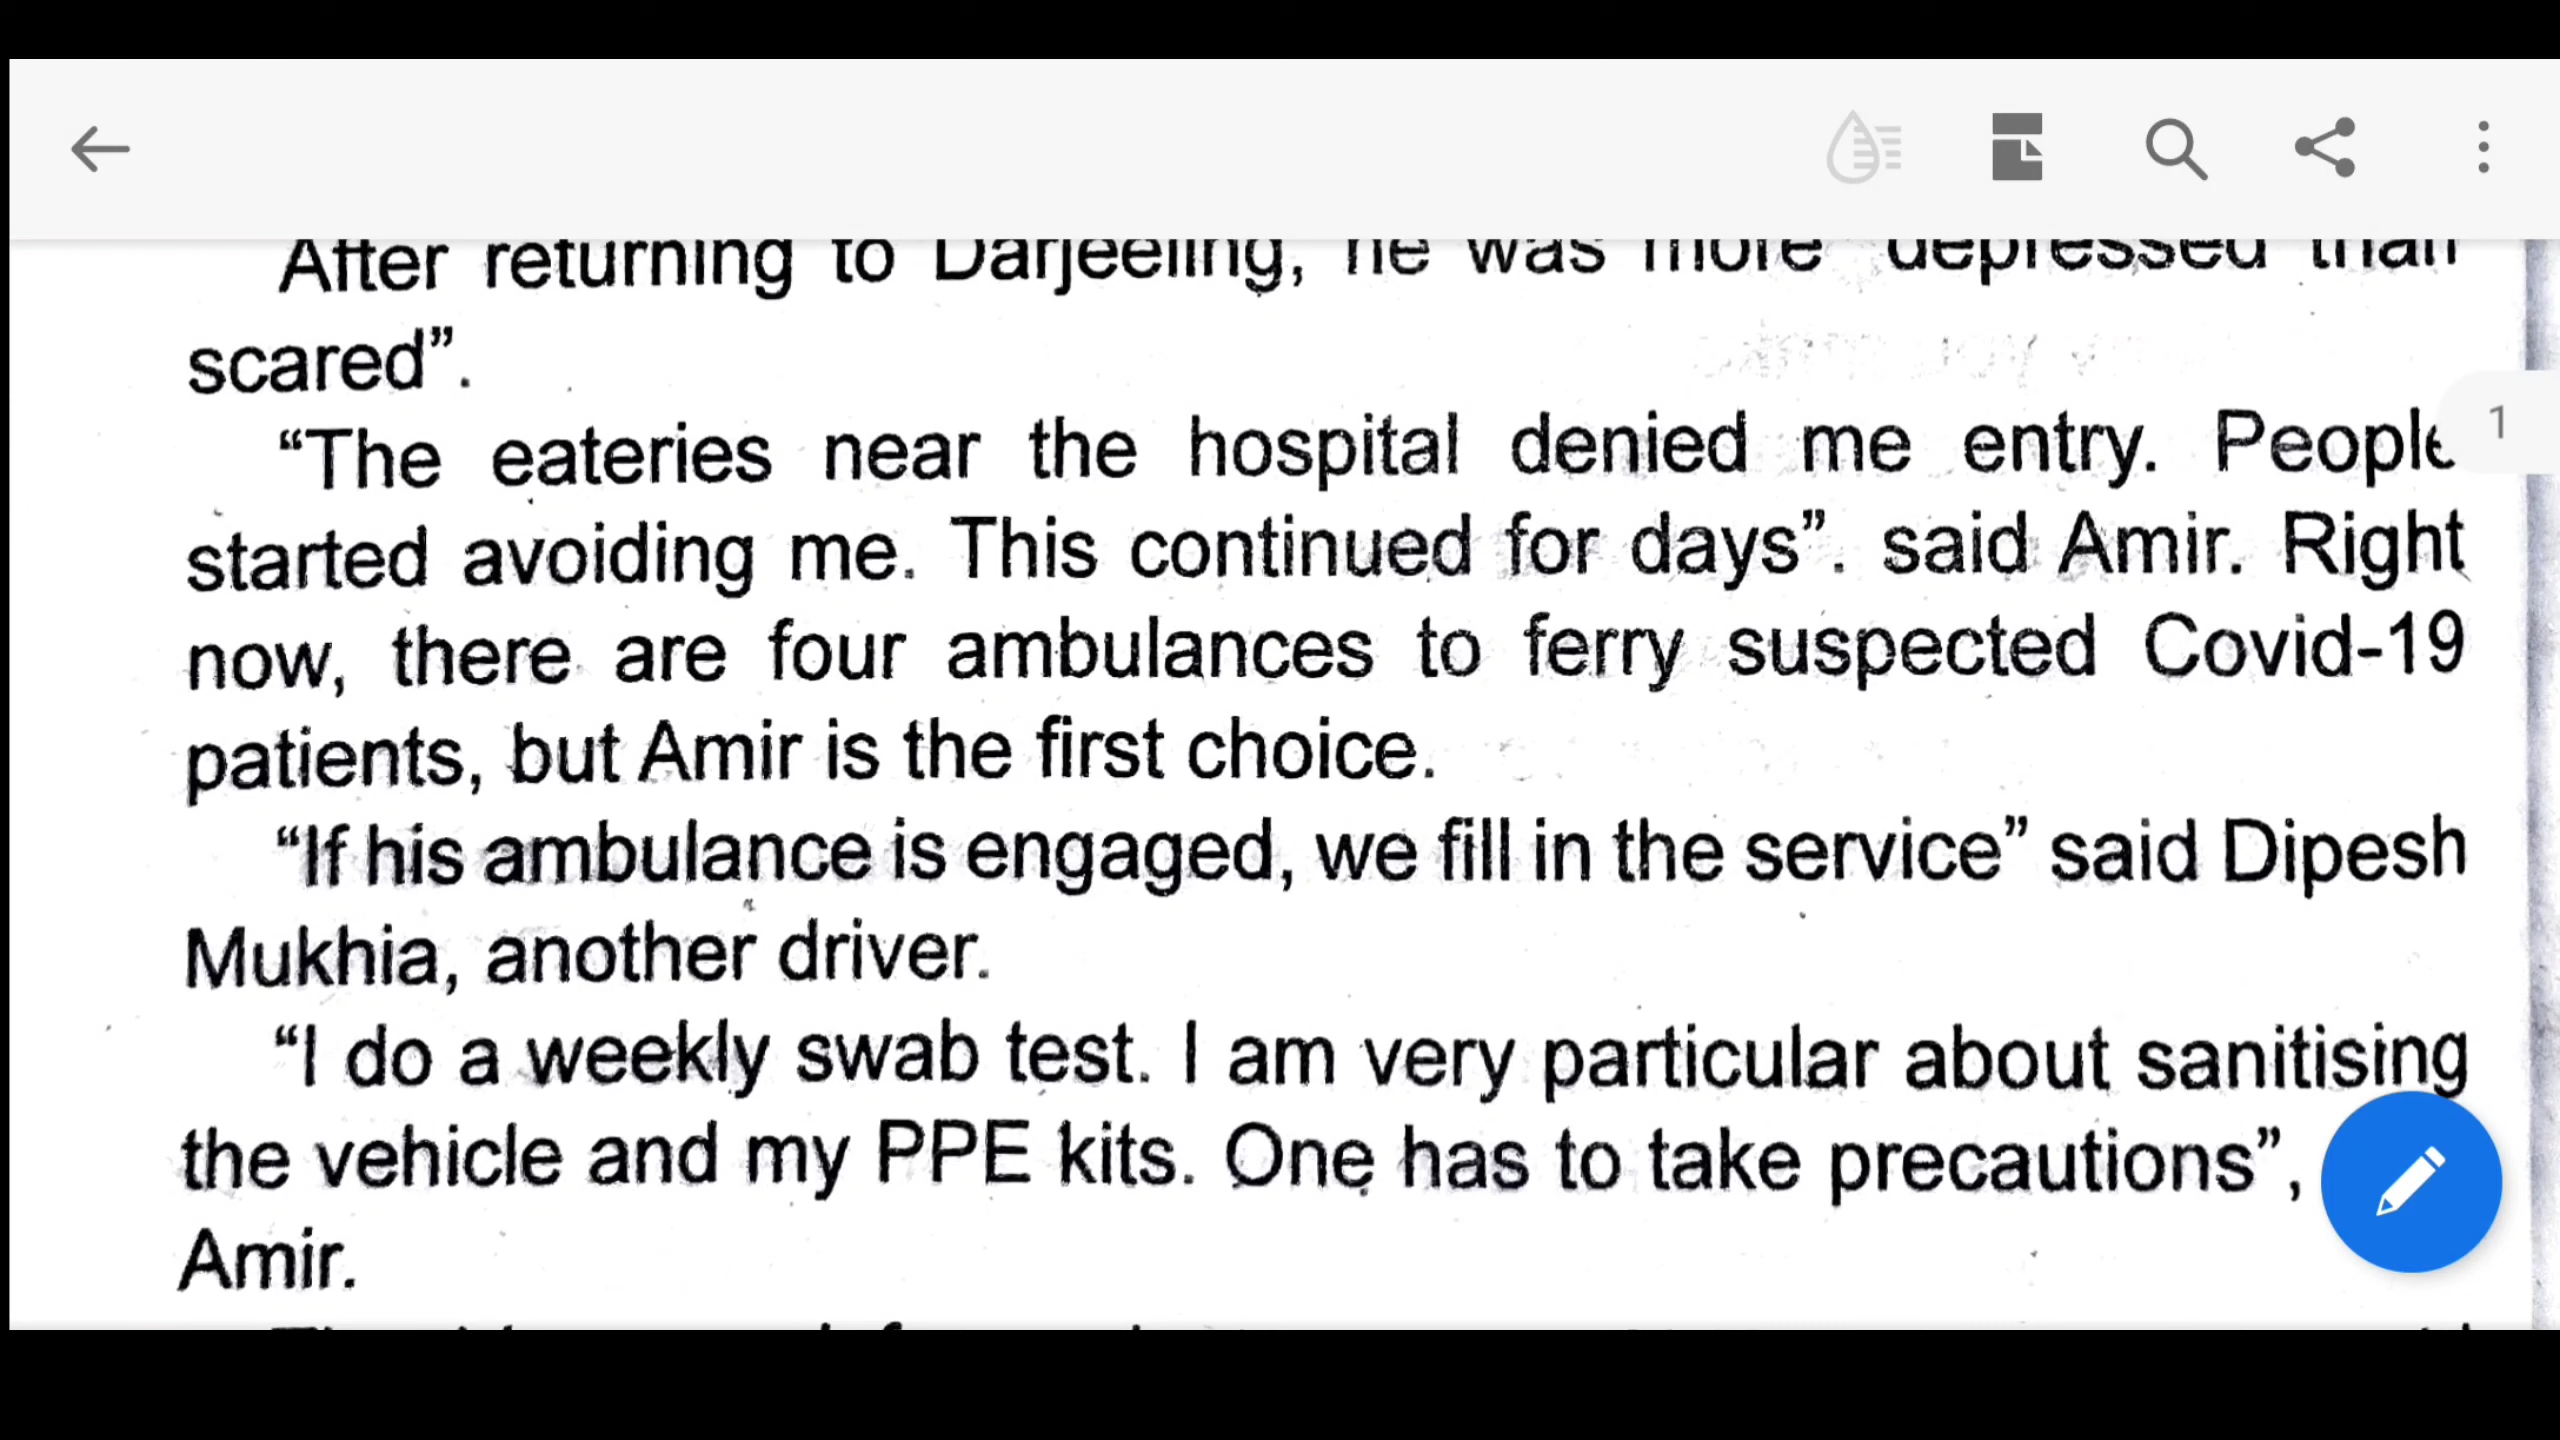 1
After returning to Darjeeling, he was more "depressed than
scared”.
“The eateries near the hospital denied me entry. People
started avoiding me. This continued for days”. said Amir. Right
now, there are four ambulances to ferry suspected Covid-19
patients, but Amir is the first choice.
“If his ambulance is engaged, we fill in the service” said Dipesh
Mukhia, another driver.
“I do a weekly swab test. I am very particular about sanitising
the vehicle and my PPE kits. One has to take precautions”,
Amir.